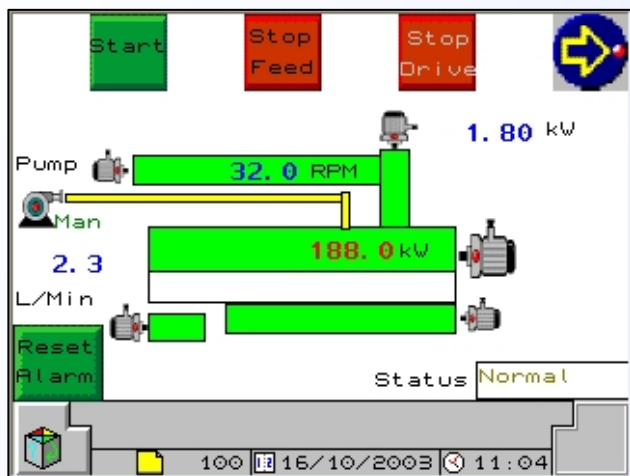 Start
Stop Feed
Stop Drive
1.80 kW
Pump
32.0 RPM
Man
188.0 kW
2.3
L/Min
Reset Alarm
Status Normal
100 16/10/2003 11:04